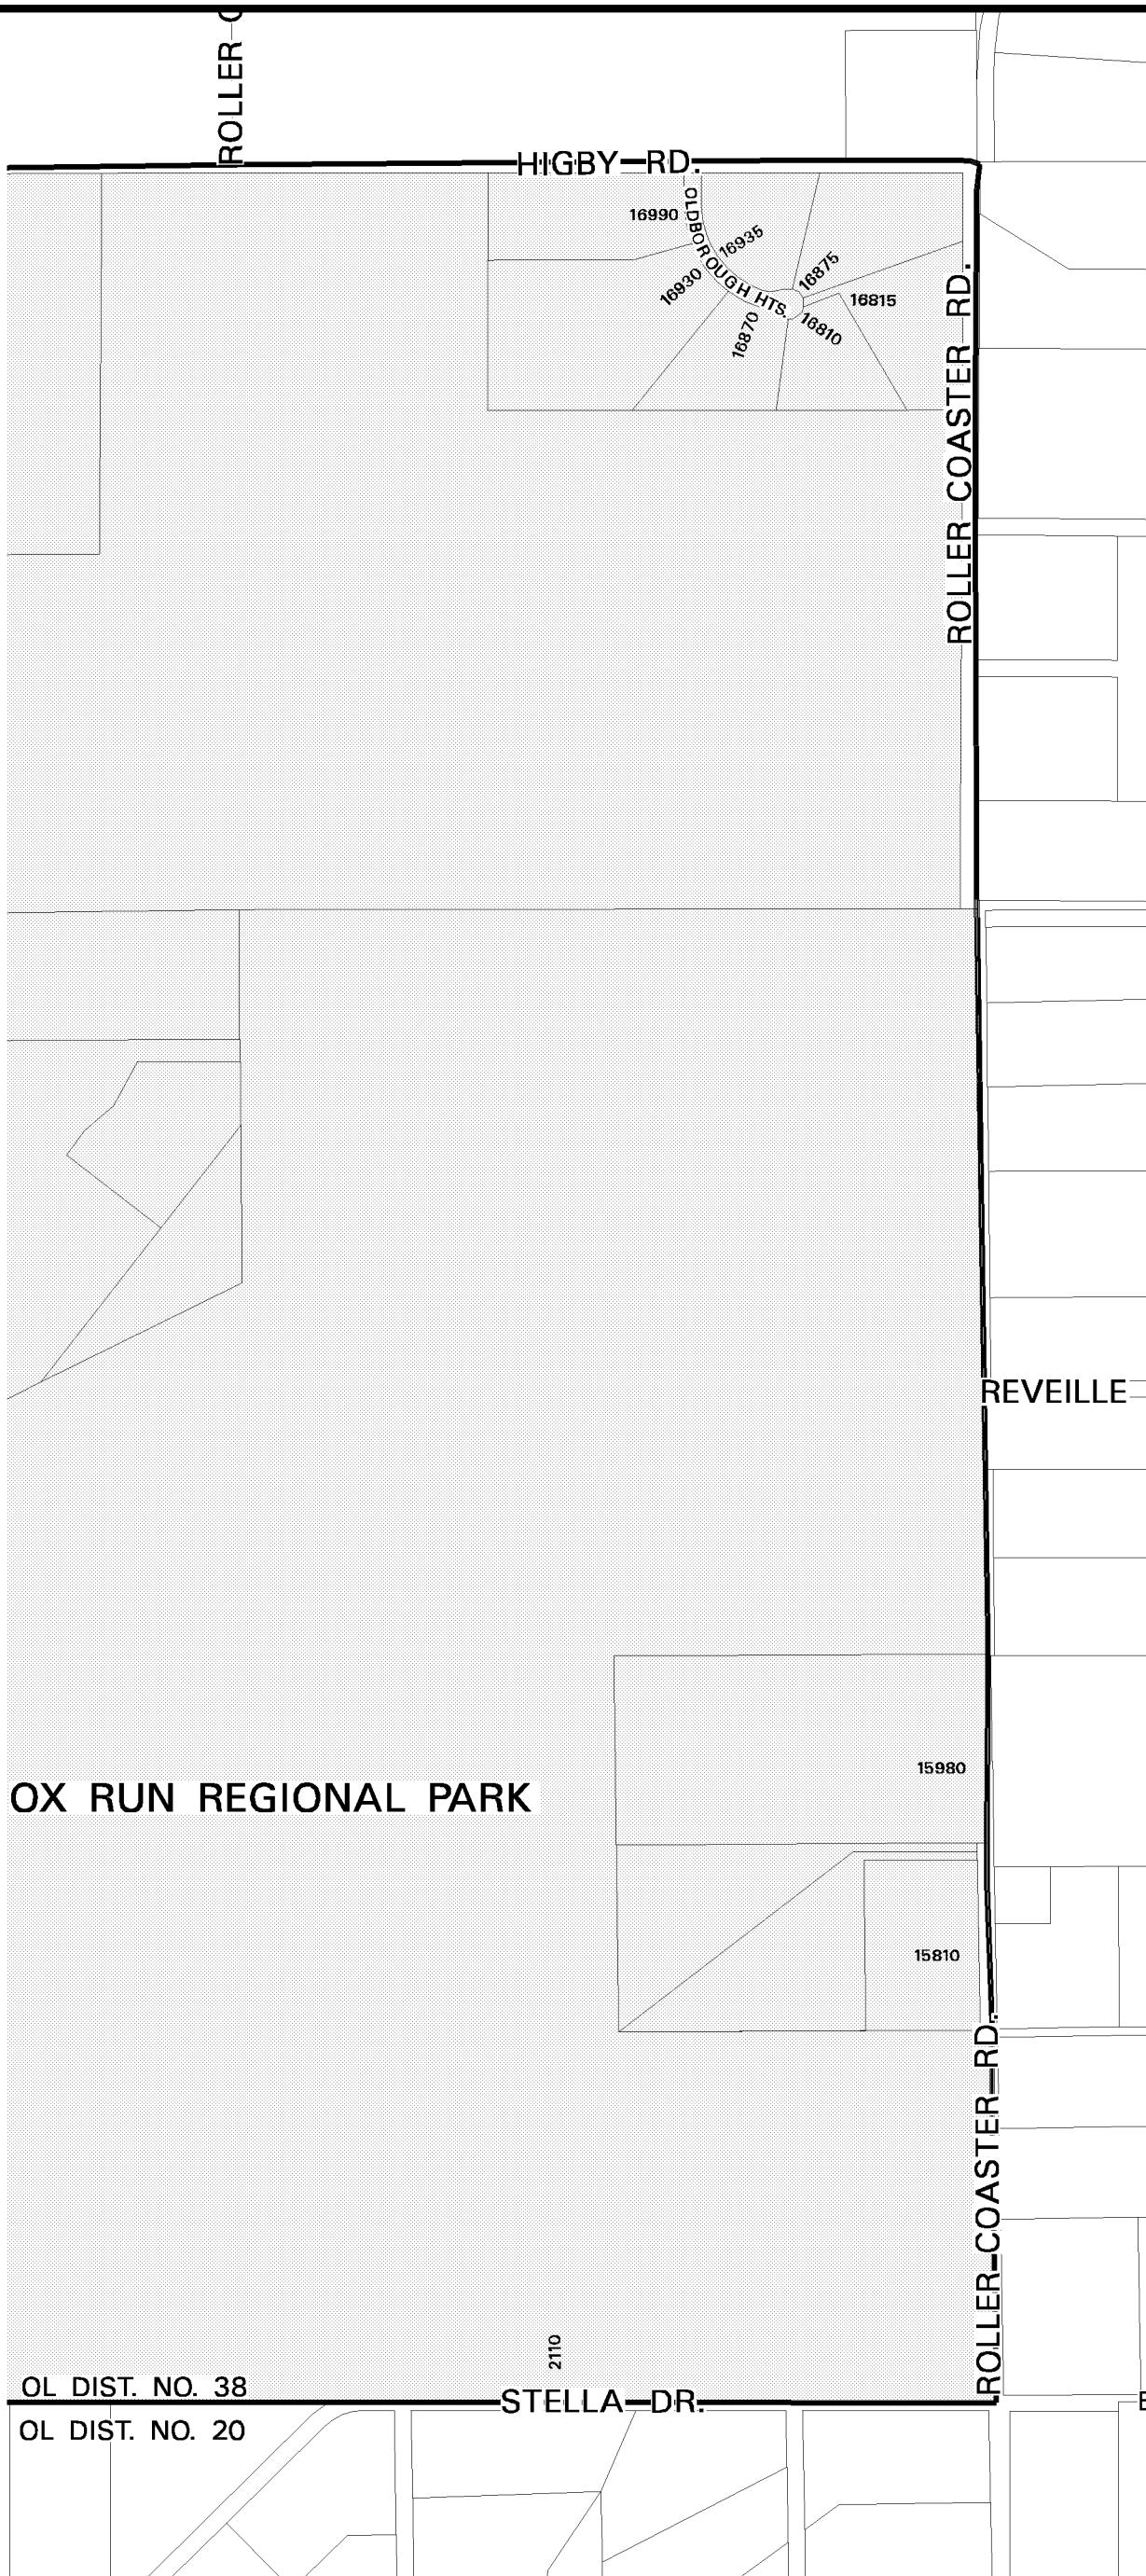 ROLLER
HIGBY RD.
OLDBOROUGH HTS.
16990
16935
16930
16875
16815
16870
16810
ROLLER COASTER RD.
REVEILLE
15980
OX RUN REGIONAL PARK
15810
ROLLER COASTER RD.
2110
OL DIST. NO. 38
STELLA DR.
OL DIST. NO. 20